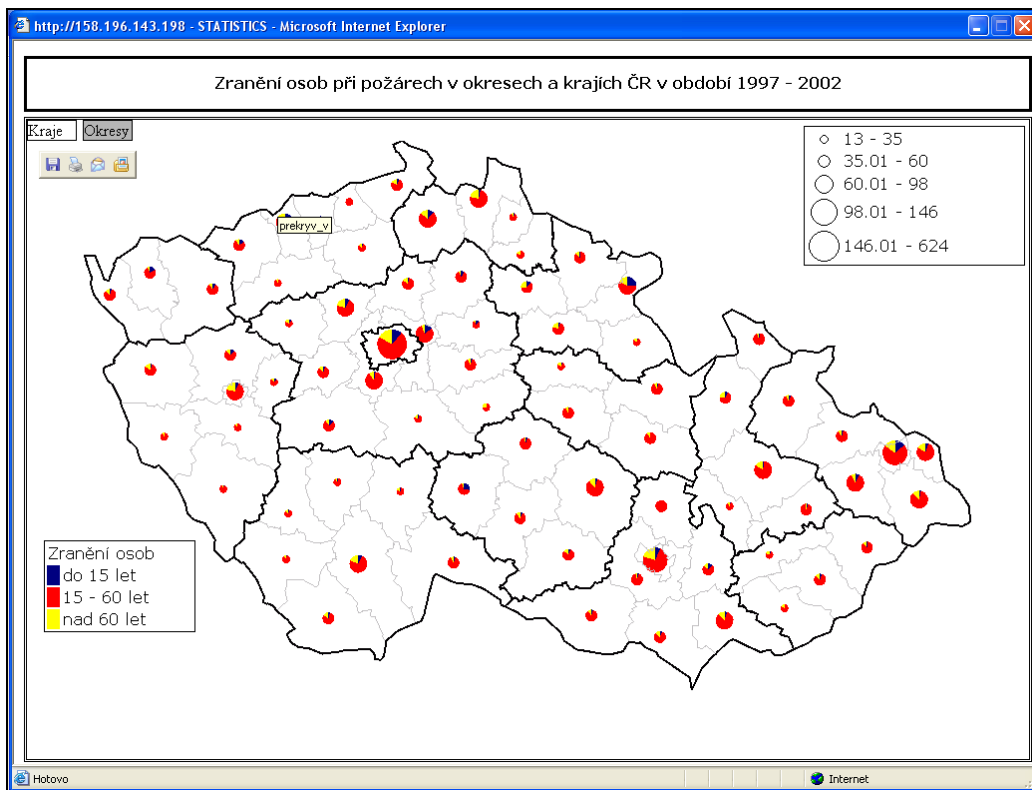 http://158.196.143.198 - STATISTICS - Microsoft Internet Explorer
Zranění osob při požárech v okresech a krajích ČR v období 1997 - 2002
Kraje Okresy
13 - 35
35.01 - 60
60.01 - 98
98.01 - 146
146.01 - 624
prekryv_v
Zranění osob
do 15 let
15 - 60 let
nad 60 let
Hotovo Internet